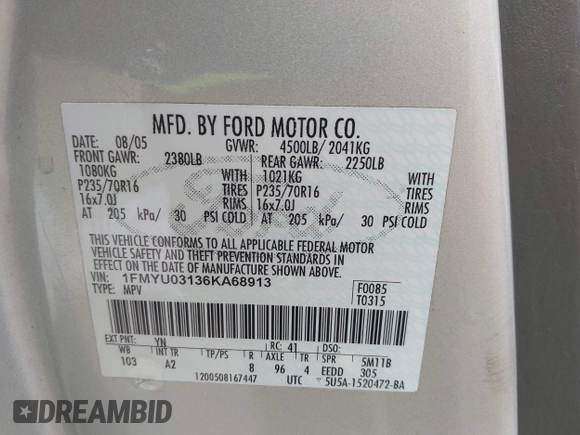 MFD. BY FORD MOTOR CO.
DATE: 08/05 GVWR: 4500LB/ 2041KG
FRONT GAWR: 2380LB REAR GAWR: 2250LB
1080KG WITH 1021KG WITH
P235/70R16 TIRES P235/70R16 TIRES
16x7.0J RIMS 16x7.0J RIMS
AT 205 kPa/ 30 PSI COLD AT 205 kPa/ 30 PSI COLD
THIS VEHICLE CONFORMS TO ALL APPLICABLE FEDERAL MOTOR
VEHICLE SAFETY AND THEFT PREVENTION STANDARDS IN
EFFECT ON THE DATE OF MANUFACTURE SHOWN ABOVE.
VIN: 1FMYU03136KA68913
TYPE: MPV
F0085
T0315
EXT PNT: YN RC: 41 DSO:
WB INT TR TP/PS R AXLE TR SPR 5M11B
103 A2 8 96 4 EEDD 305
1200508167447 UTC 5U5A-1520472-BA
Ford
DREAMBID